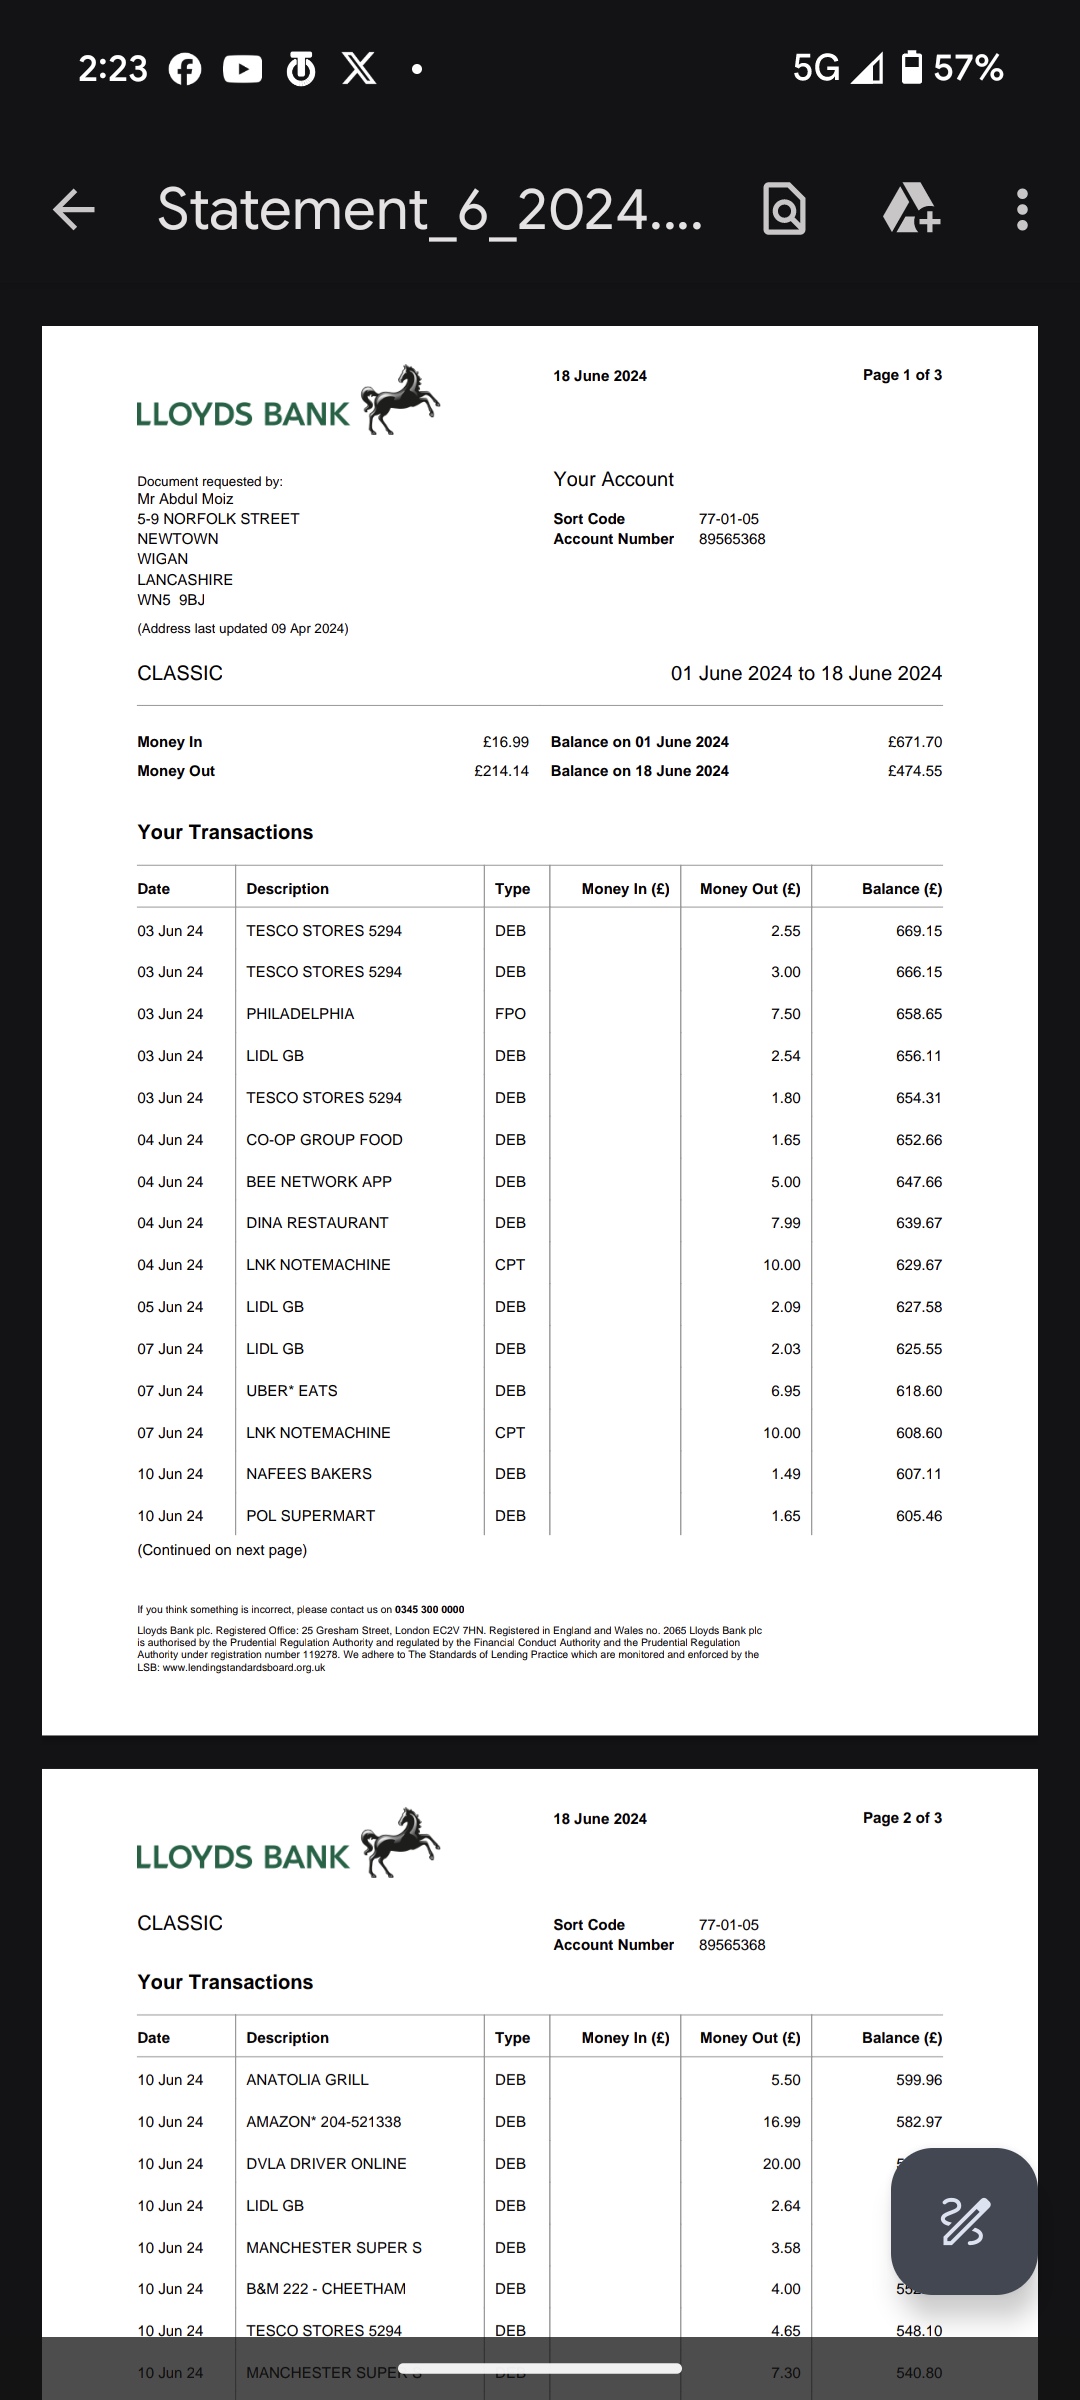 2:23 5G 57%
Statement_6_2024....
LLOYDS BANK 18 June 2024 Page 1 of 3
Document requested by:
Mr Abdul Moiz
5-9 NORFOLK STREET
NEWTOWN
WIGAN
LANCASHIRE
WN5 9BJ
(Address last updated 09 Apr 2024)
Your Account
Sort Code 77-01-05
Account Number 89565368
CLASSIC 01 June 2024 to 18 June 2024
Money In £16.99 Balance on 01 June 2024 £671.70
Money Out £214.14 Balance on 18 June 2024 £474.55
Your Transactions
Date Description Type Money In (£) Money Out (£) Balance (£)
03 Jun 24 TESCO STORES 5294 DEB 2.55 669.15
03 Jun 24 TESCO STORES 5294 DEB 3.00 666.15
03 Jun 24 PHILADELPHIA FPO 7.50 658.65
03 Jun 24 LIDL GB DEB 2.54 656.11
03 Jun 24 TESCO STORES 5294 DEB 1.80 654.31
04 Jun 24 CO-OP GROUP FOOD DEB 1.65 652.66
04 Jun 24 BEE NETWORK APP DEB 5.00 647.66
04 Jun 24 DINA RESTAURANT DEB 7.99 639.67
04 Jun 24 LNK NOTEMACHINE CPT 10.00 629.67
05 Jun 24 LIDL GB DEB 2.09 627.58
07 Jun 24 LIDL GB DEB 2.03 625.55
07 Jun 24 UBER* EATS DEB 6.95 618.60
07 Jun 24 LNK NOTEMACHINE CPT 10.00 608.60
10 Jun 24 NAFEES BAKERS DEB 1.49 607.11
10 Jun 24 POL SUPERMART DEB 1.65 605.46
(Continued on next page)
If you think something is incorrect, please contact us on 0345 300 0000
Lloyds Bank plc. Registered Office: 25 Gresham Street, London EC2V 7HN. Registered in England and Wales no. 2065 Lloyds Bank plc
is authorised by the Prudential Regulation Authority and regulated by the Financial Conduct Authority and the Prudential Regulation
Authority under registration number 119278. We adhere to The Standards of Lending Practice which are monitored and enforced by the
LSB: www.lendingstandardsboard.org.uk
LLOYDS BANK 18 June 2024 Page 2 of 3
CLASSIC
Sort Code 77-01-05
Account Number 89565368
Your Transactions
Date Description Type Money In (£) Money Out (£) Balance (£)
10 Jun 24 ANATOLIA GRILL DEB 5.50 599.96
10 Jun 24 AMAZON* 204-521338 DEB 16.99 582.97
10 Jun 24 DVLA DRIVER ONLINE DEB 20.00
10 Jun 24 LIDL GB DEB 2.64
10 Jun 24 MANCHESTER SUPER S DEB 3.58
10 Jun 24 B&M 222 - CHEETHAM DEB 4.00
10 Jun 24 TESCO STORES 5294 DEB 4.65 548.10
10 Jun 24 MANCHESTER SUPER S DEB 7.30 540.80